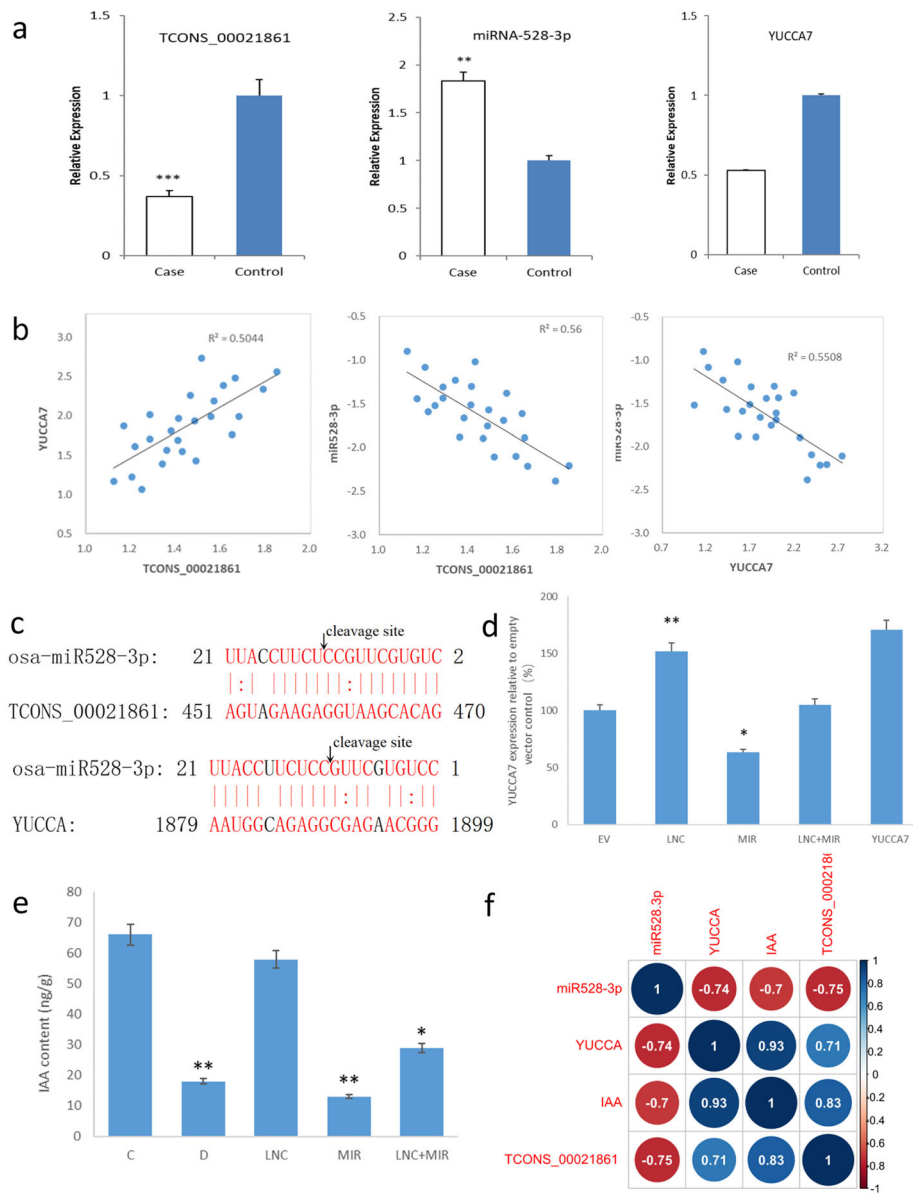 a
TCONS_00021861
Relative Expression
1
0.5
0
***
Case
Control
miRNA-528-3p
Relative Expression
2.5
2
1.5
1
0.5
0
**
Case
Control
YUCCA7
Relative Expression
1
0.5
0
Case
Control
b
YUCCA7
3.0
2.5
2.0
1.5
1.0
0.5
R² = 0.5044
1.0 1.2 1.4 1.6 1.8 2.0
TCONS_00021861
miR528-3p
-0.5
-1.0
-1.5
-2.0
-2.5
-3.0
R² = 0.56
1.0 1.2 1.4 1.6 1.8 2.0
TCONS_00021861
miR528-3p
-0.5
-1.0
-1.5
-2.0
-2.5
-3.0
R² = 0.5508
0.7 1.2 1.7 2.2 2.7 3.2
YUCCA7
c
cleavage site
osa-miR528-3p: 21 UUACCUUCUCCGUUCGUGUC 2
|:| ||||||:||||||||
TCONS_00021861: 451 AGUAGAAGAGGUAAGCACAG 470
cleavage site
osa-miR528-3p: 21 UUACCUUCUCCGUUCGUGUCC 1
||||| ||||||:|| ||:||
YUCCA: 1879 AAUGGCAGAGGCGAGAACGGG 1899
d
YUCCA7 expression relative to empty
vector control (%)
200
150
100
50
0
**
*
EV LNC MIR LNC+MIR YUCCA7
e
IAA content (ng/g)
80
70
60
50
40
30
20
10
0
**
**
*
C D LNC MIR LNC+MIR
f
miR528.3p
YUCCA
IAA
miR528-3p 1 -0.74 -0.7 -0.75
YUCCA -0.74 1 0.93 0.71
IAA -0.7 0.93 1 0.83
TCONS_00021861 -0.75 0.71 0.83 1
1
0.8
0.6
0.4
0.2
0
-0.2
-0.4
-0.6
-0.8
-1